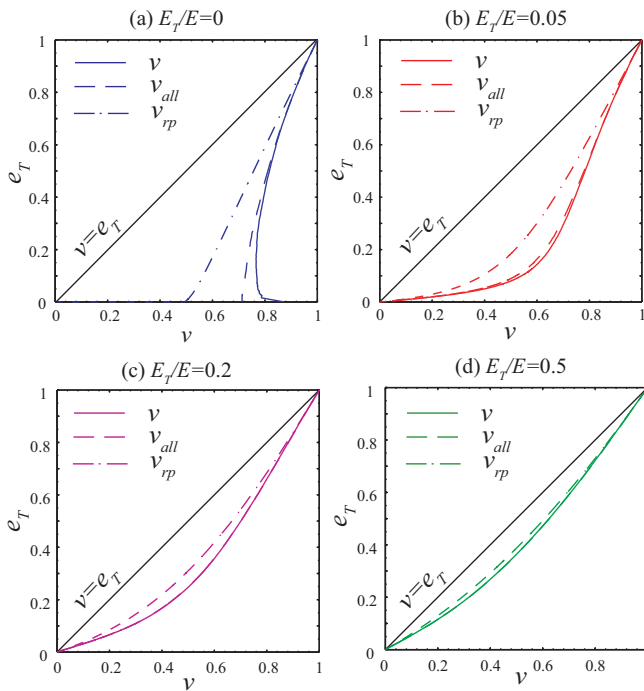 (a) E_T/E=0
1
0.8
0.6
0.4
0.2
0
e_T
v
v_all
v_rp
v=e_T
0 0.2 0.4 0.6 0.8 1
v
(b) E_T/E=0.05
1
0.8
0.6
0.4
0.2
0
e_T
v
v_all
v_rp
v=e_T
0 0.2 0.4 0.6 0.8 1
v
(c) E_T/E=0.2
1
0.8
0.6
0.4
0.2
0
e_T
v
v_all
v_rp
v=e_T
0 0.2 0.4 0.6 0.8 1
v
(d) E_T/E=0.5
1
0.8
0.6
0.4
0.2
0
e_T
v
v_all
v_rp
v=e_T
0 0.2 0.4 0.6 0.8
v